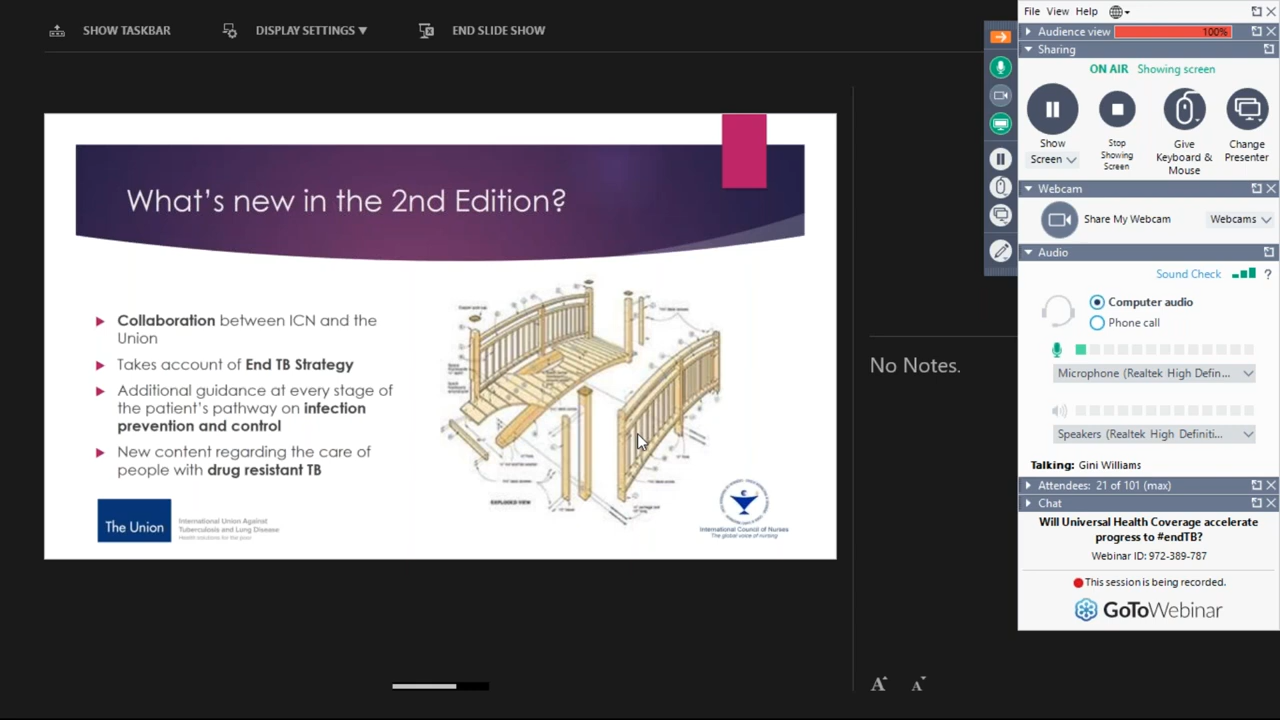 SHOW TASKBAR
DISPLAY SETTINGS
END SLIDE SHOW
What's new in the 2nd Edition?
Collaboration between ICN and the
Union
Takes account of End TB Strategy
Additional guidance at every stage of
the patient's pathway on infection
prevention and control
New content regarding the care of
people with drug resistant TB
EXPLODED VIEW
The Union
International Union Against
Tuberculosis and Lung Disease
Health solutions for the poor
International Council of Nurses
The global voice of nursing
No Notes.
A
A
File View Help
Audience view 100%
Sharing
ON AIR Showing screen
Show
Screen
Stop
Showing
Screen
Give
Keyboard &
Mouse
Change
Presenter
Webcam
Share My Webcam
Webcams
Audio
Sound Check ?
Computer audio
Phone call
Microphone (Realtek High Defin...
Speakers (Realtek High Definiti...
Talking: Gini Williams
Attendees: 21 of 101 (max)
Chat
Will Universal Health Coverage accelerate
progress to #endTB?
Webinar ID: 972-389-787
This session is being recorded.
GoToWebinar